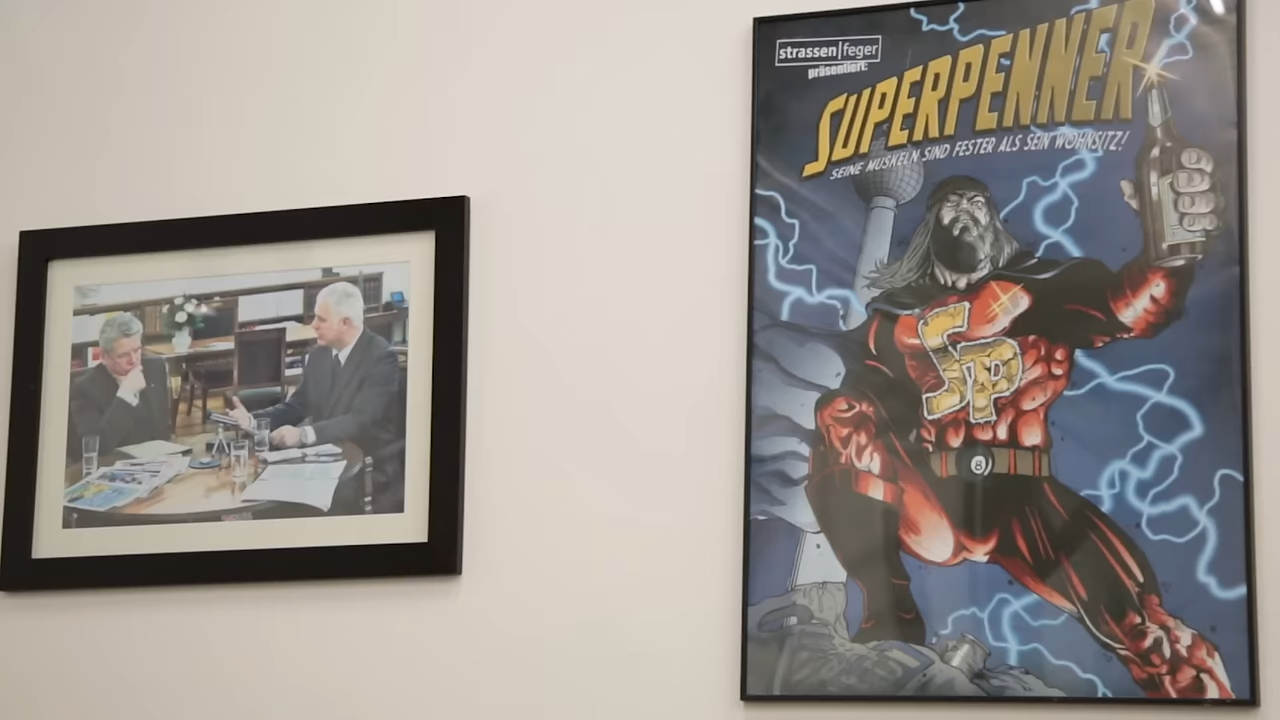 strassen|feger
präsentiert:
SUPERPENNER
SEINE MUSKELN SIND FESTER ALS SEIN WOHNSITZ!
SP
8